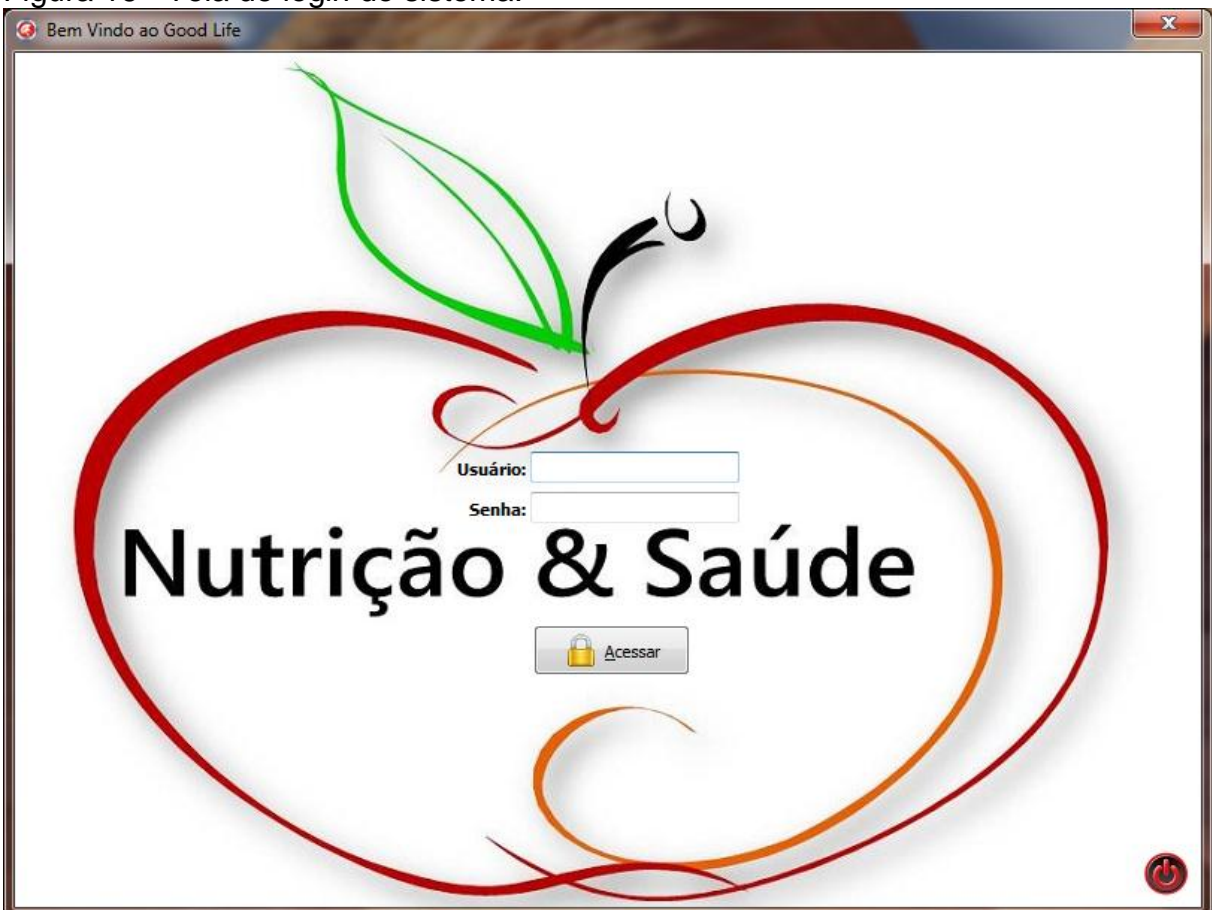 Bem Vindo ao Good Life
Usuário:
Senha:
Nutrição & Saúde
Acessar